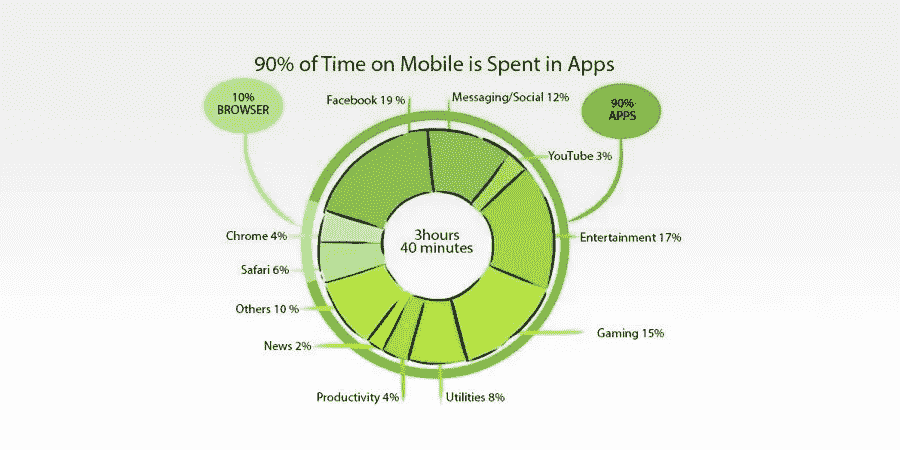 90% of Time on Mobile is Spent in Apps
10%
BROWSER
Facebook 19 %
Messaging/Social 12%
90%
APPS
YouTube 3%
3hours
40 minutes
Chrome 4%
Entertainment 17%
Safari 6%
Others 10 %
Gaming 15%
News 2%
Productivity 4%
Utilities 8%